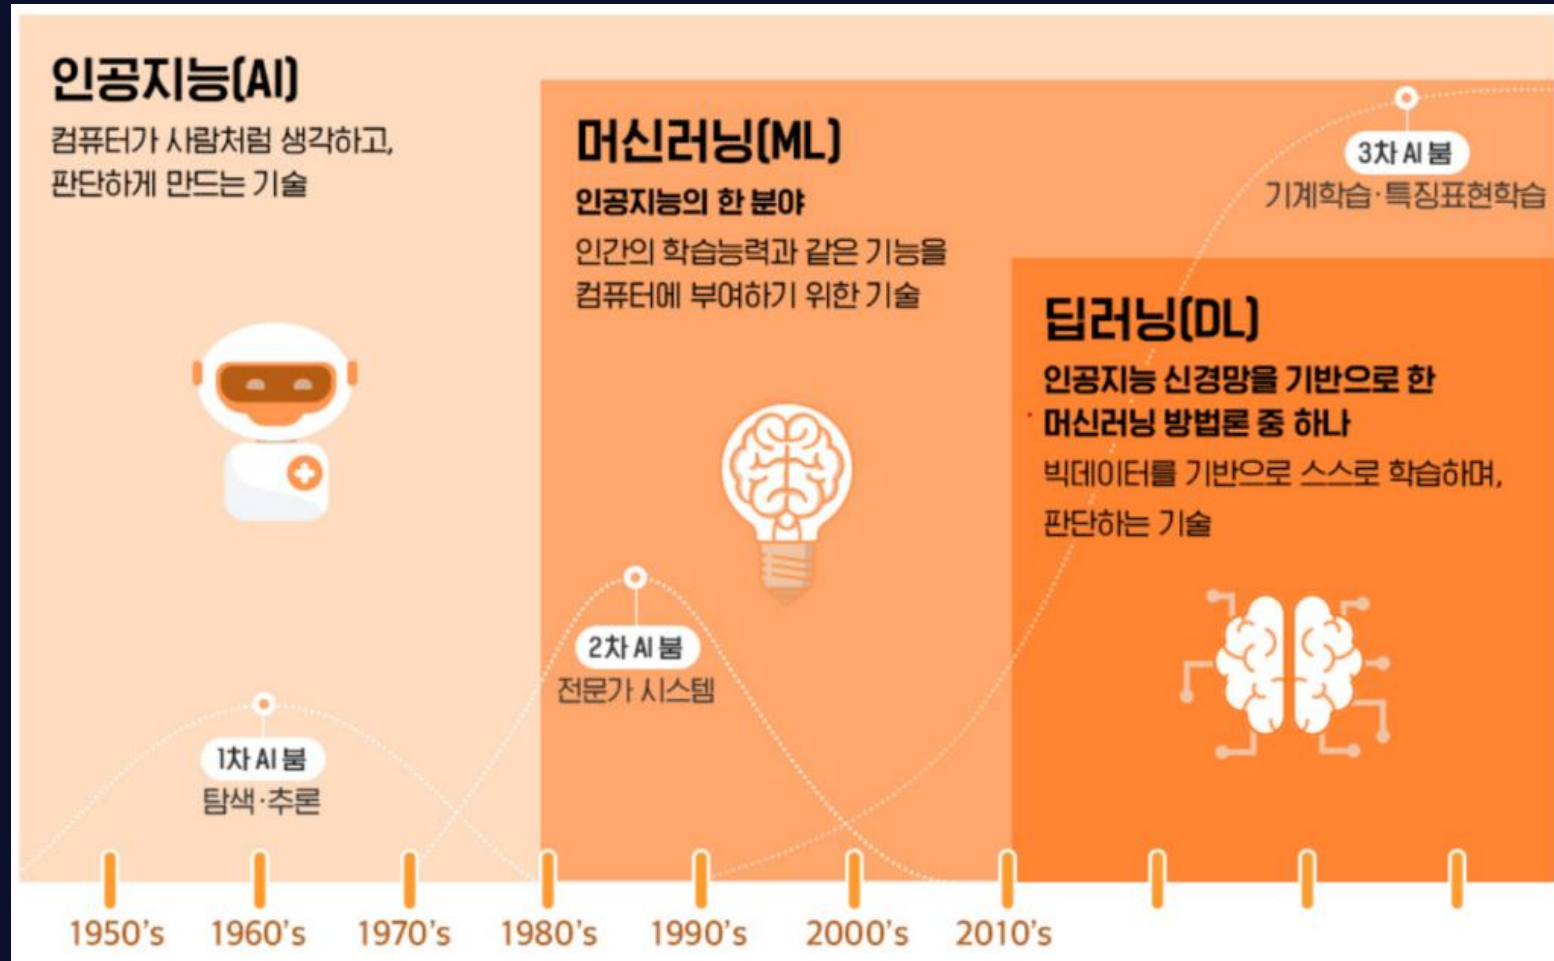 인공지능(AI)
컴퓨터가 사람처럼 생각하고,
판단하게 만드는 기술
머신러닝(ML)
인공지능의 한 분야
인간의 학습능력과 같은 기능을
컴퓨터에 부여하기 위한 기술
3차 AI 붐
기계학습·특징표현학습
딥러닝(DL)
인공지능 신경망을 기반으로 한
머신러닝 방법론 중 하나
빅데이터를 기반으로 스스로 학습하며,
판단하는 기술
2차 AI 붐
전문가 시스템
1차 AI 붐
탐색·추론
1950's 1960's 1970's 1980's 1990's 2000's 2010's